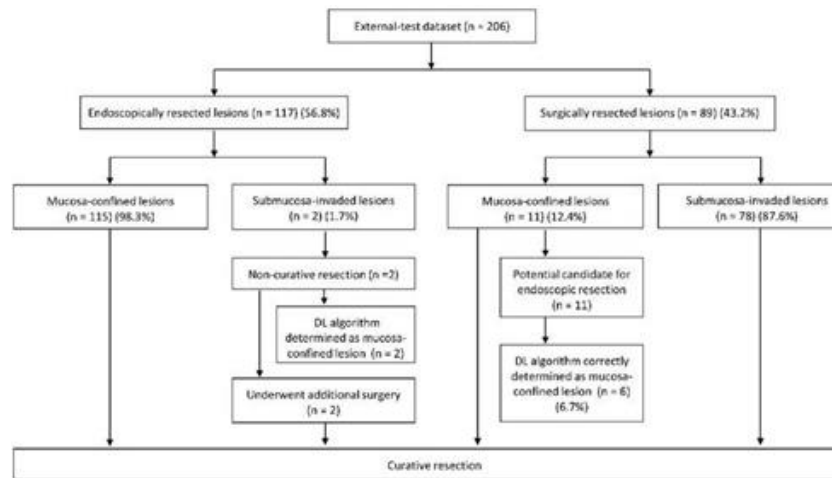 External-test dataset (n = 206)
Endoscopically resected lesions (n = 117) (56.8%)
Surgically resected lesions (n = 89) (43.2%)
Mucosa-confined lesions
(n = 115) (98.3%)
Submucosa-invaded lesions
(n = 2) (1.7%)
Mucosa-confined lesions
(n = 11) (12.4%)
Submucosa-invaded lesions
(n = 78) (87.6%)
Non-curative resection (n =2)
Potential candidate for
endoscopic resection
(n = 11)
DL algorithm
determined as mucosa-
confined lesion (n = 2)
DL algorithm correctly
determined as mucosa-
confined lesion (n = 6)
(6.7%)
Underwent additional surgery
(n = 2)
Curative resection